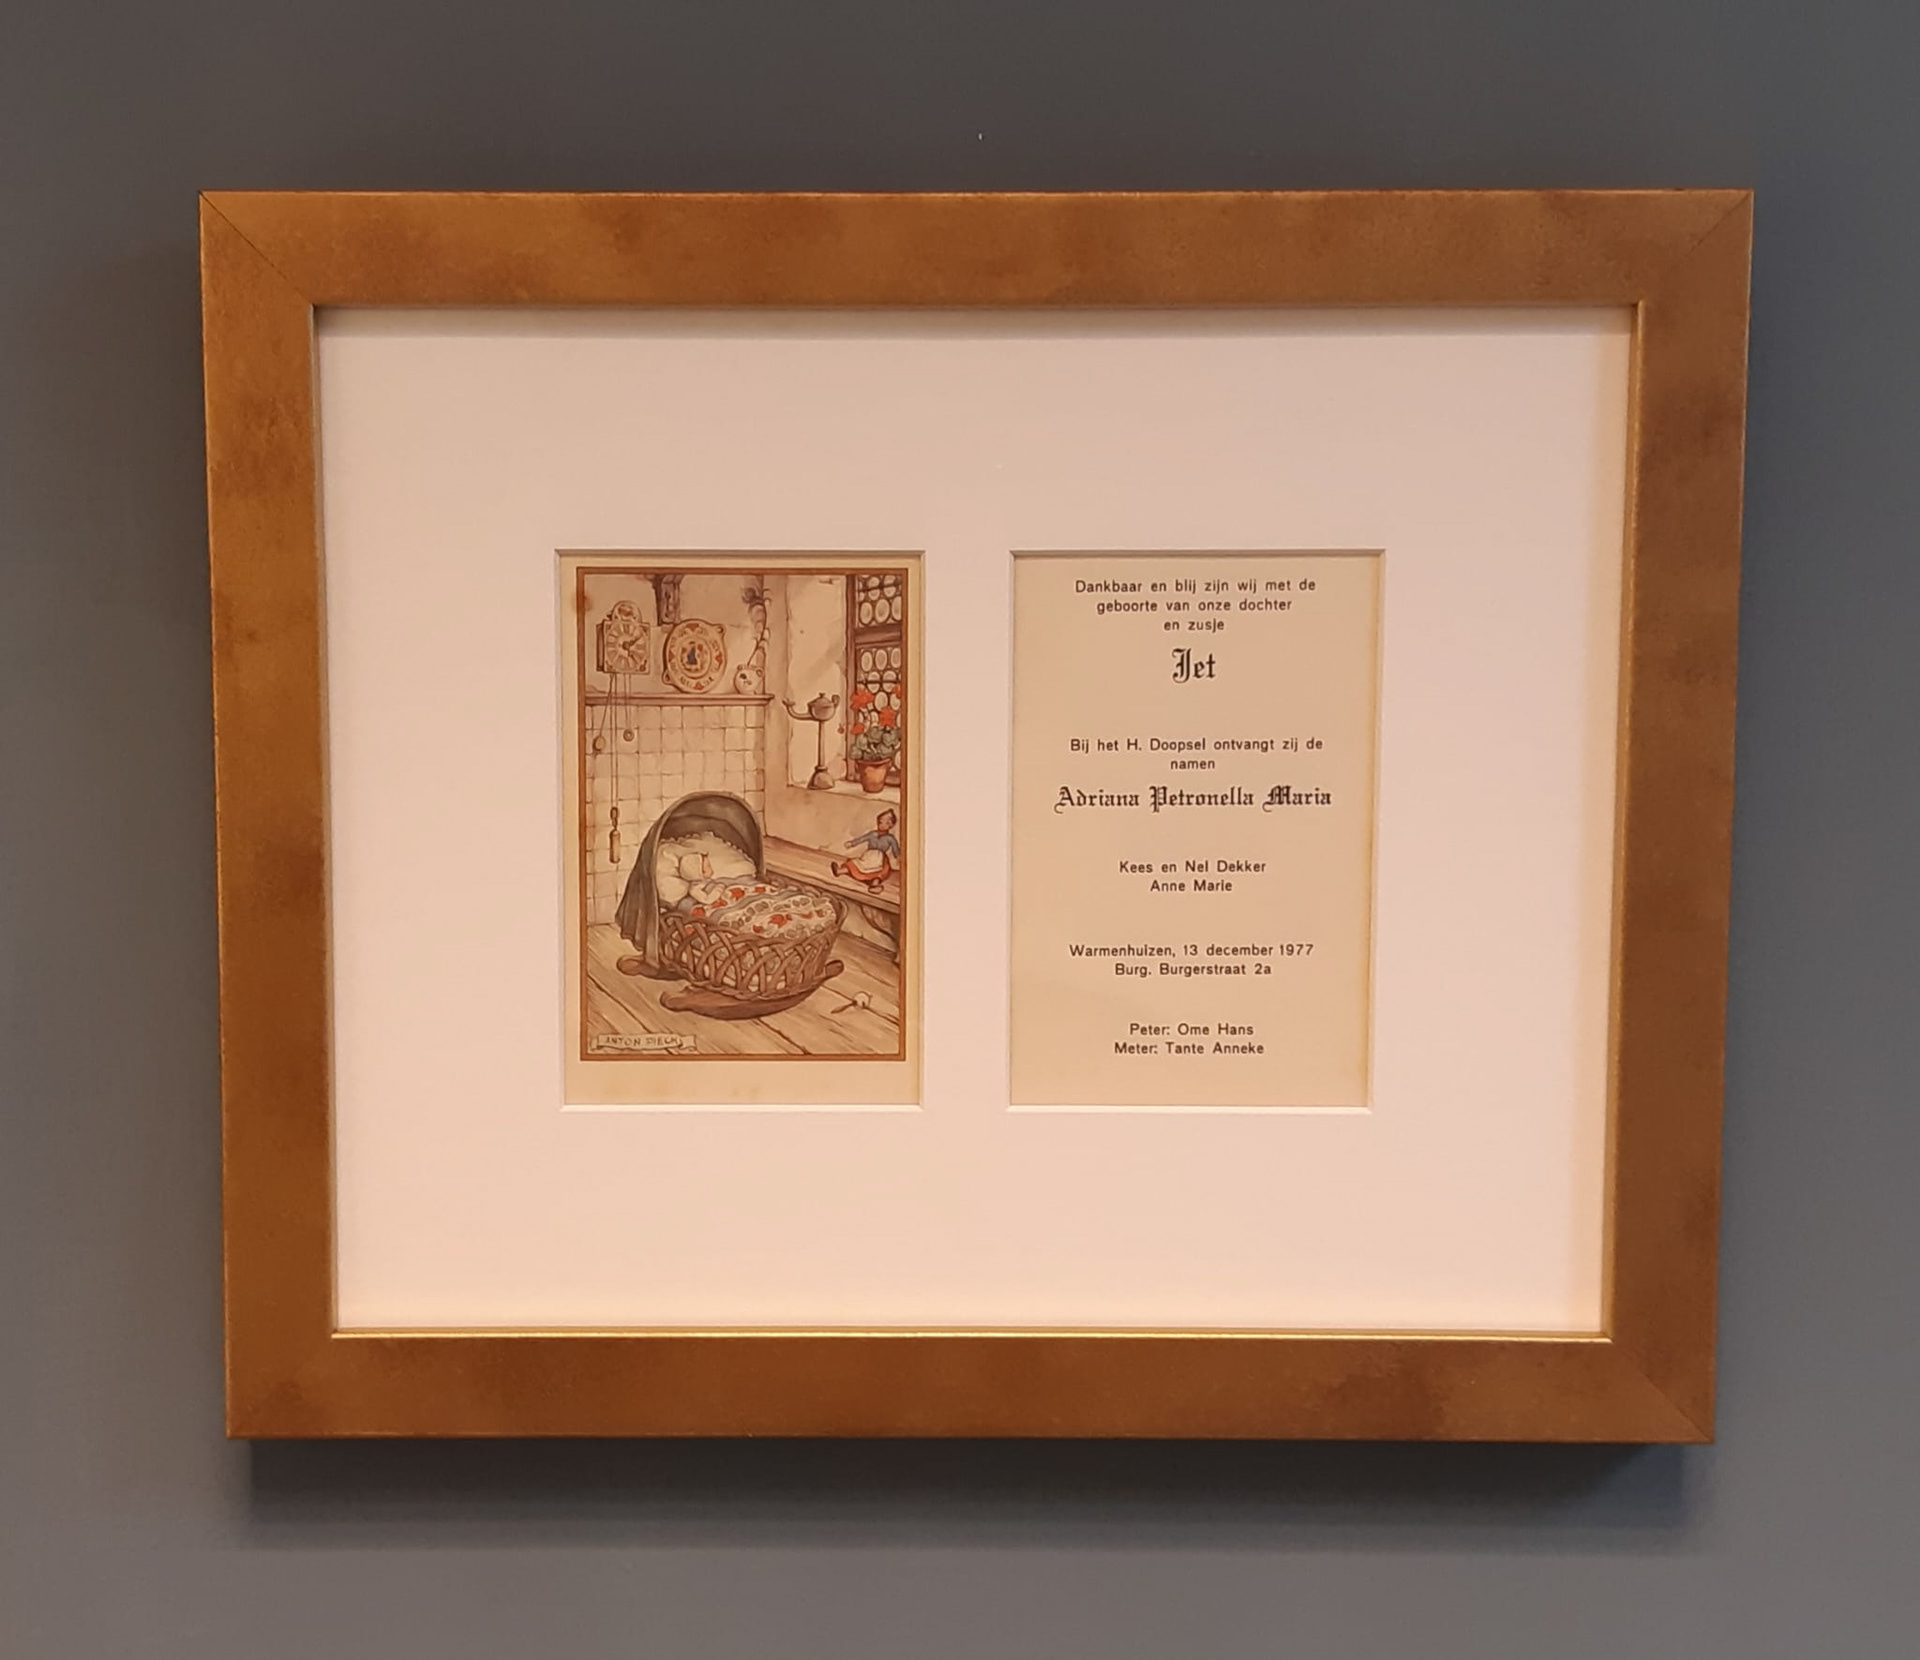 ANTON PIECK
Dankbaar en blij zijn wij met de
geboorte van onze dochter
en zusje
Jet
Bij het H. Doopsel ontvangt zij de
namen
Adriana Petronella Maria
Kees en Nel Dekker
Anne Marie
Warmenhuizen, 13 december 1977
Burg. Burgerstraat 2a
Peter: Ome Hans
Meter: Tante Anneke